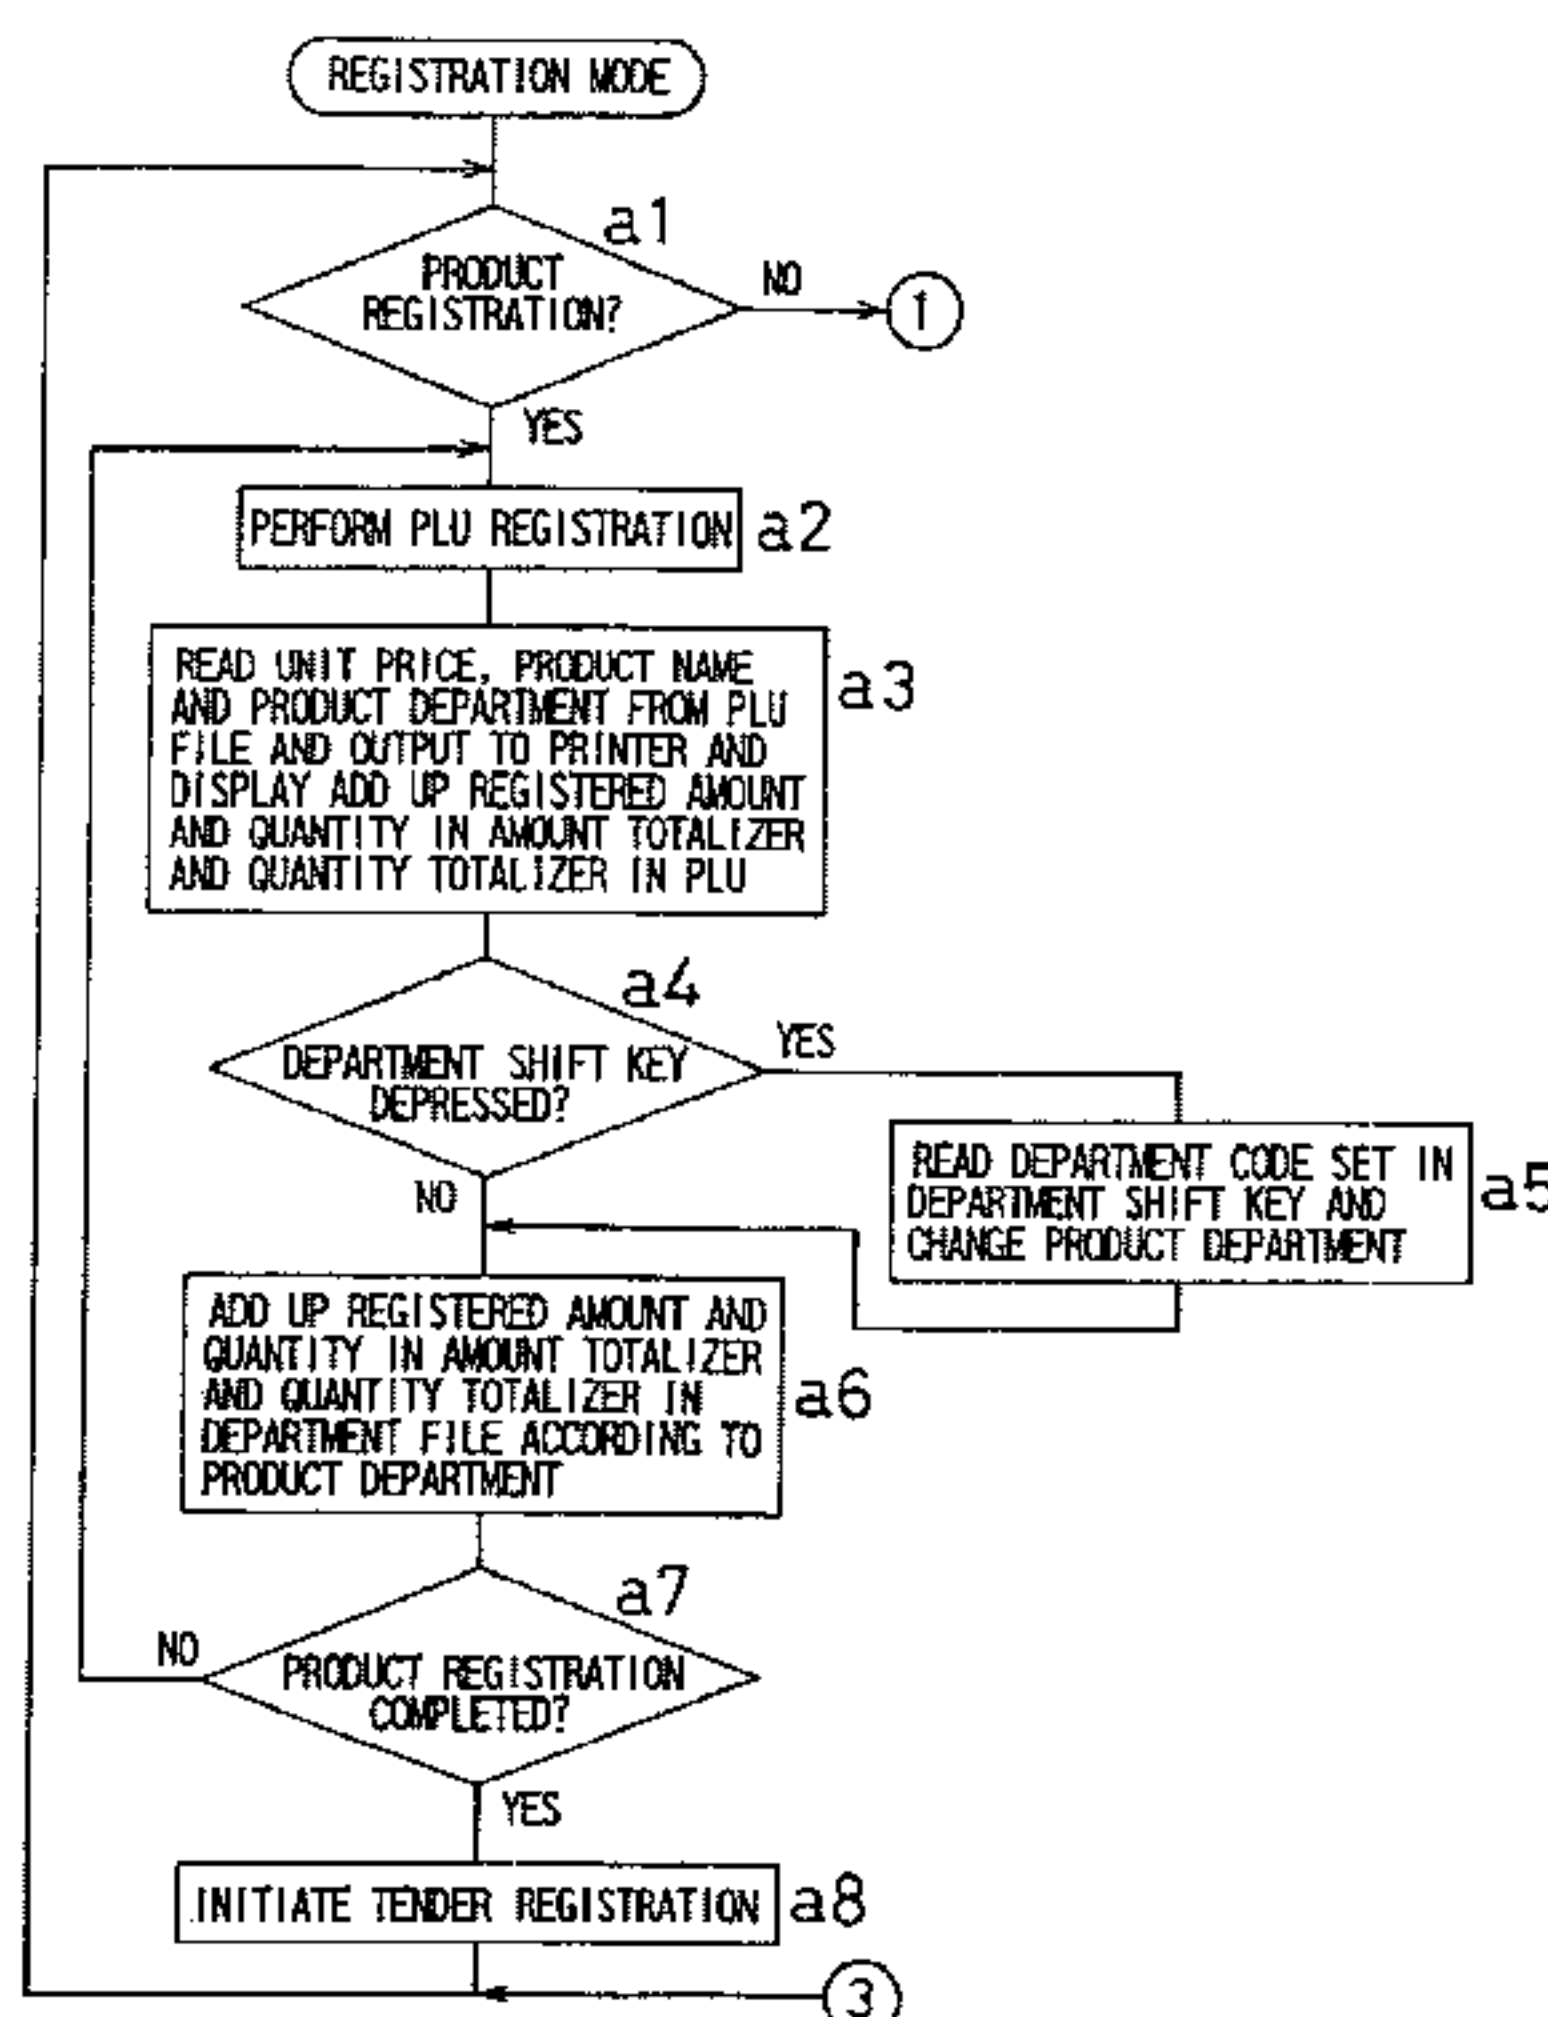 REGISTRATION MODE
a1
PRODUCT
REGISTRATION?
NO
1
YES
PERFORM PLU REGISTRATION
a2
READ UNIT PRICE, PRODUCT NAME
AND PRODUCT DEPARTMENT FROM PLU
FILE AND OUTPUT TO PRINTER AND
DISPLAY ADD UP REGISTERED AMOUNT
AND QUANTITY IN AMOUNT TOTALIZER
AND QUANTITY TOTALIZER IN PLU
a3
a4
DEPARTMENT SHIFT KEY
DEPRESSED?
YES
NO
READ DEPARTMENT CODE SET IN
DEPARTMENT SHIFT KEY AND
CHANGE PRODUCT DEPARTMENT
a5
ADD UP REGISTERED AMOUNT AND
QUANTITY IN AMOUNT TOTALIZER
AND QUANTITY TOTALIZER IN
DEPARTMENT FILE ACCORDING TO
PRODUCT DEPARTMENT
a6
a7
NO
PRODUCT REGISTRATION
COMPLETED?
YES
INITIATE TENDER REGISTRATION
a8
3